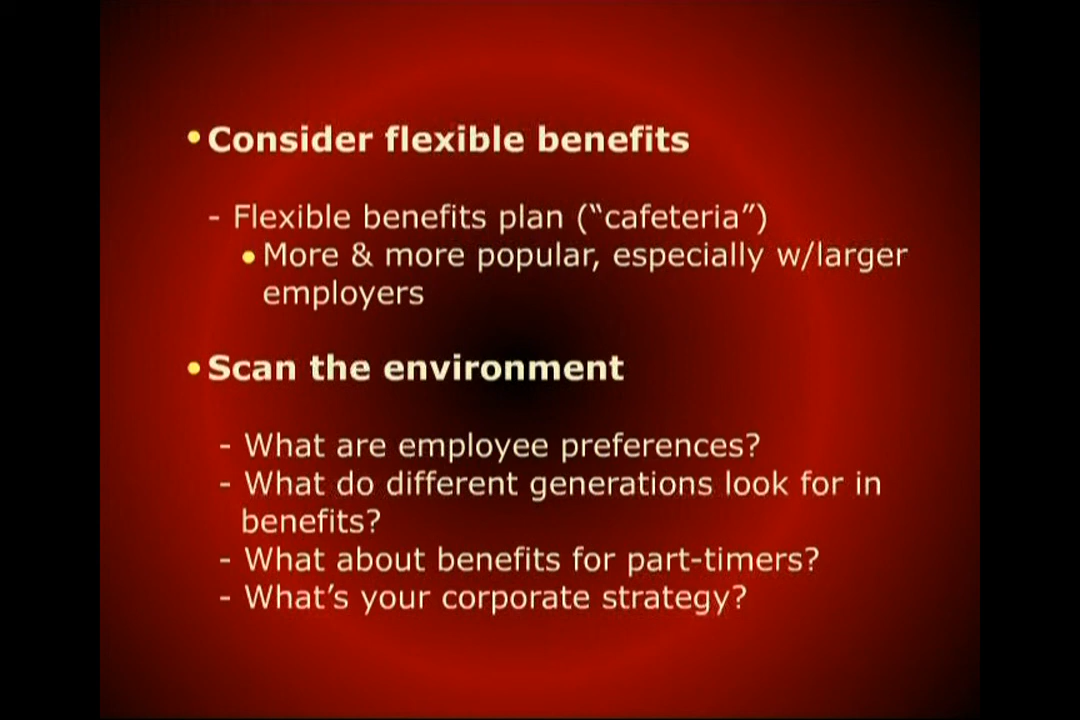 • Consider flexible benefits
- Flexible benefits plan (“cafeteria”)
• More & more popular, especially w/larger
employers
• Scan the environment
- What are employee preferences?
- What do different generations look for in
benefits?
- What about benefits for part-timers?
- What’s your corporate strategy?